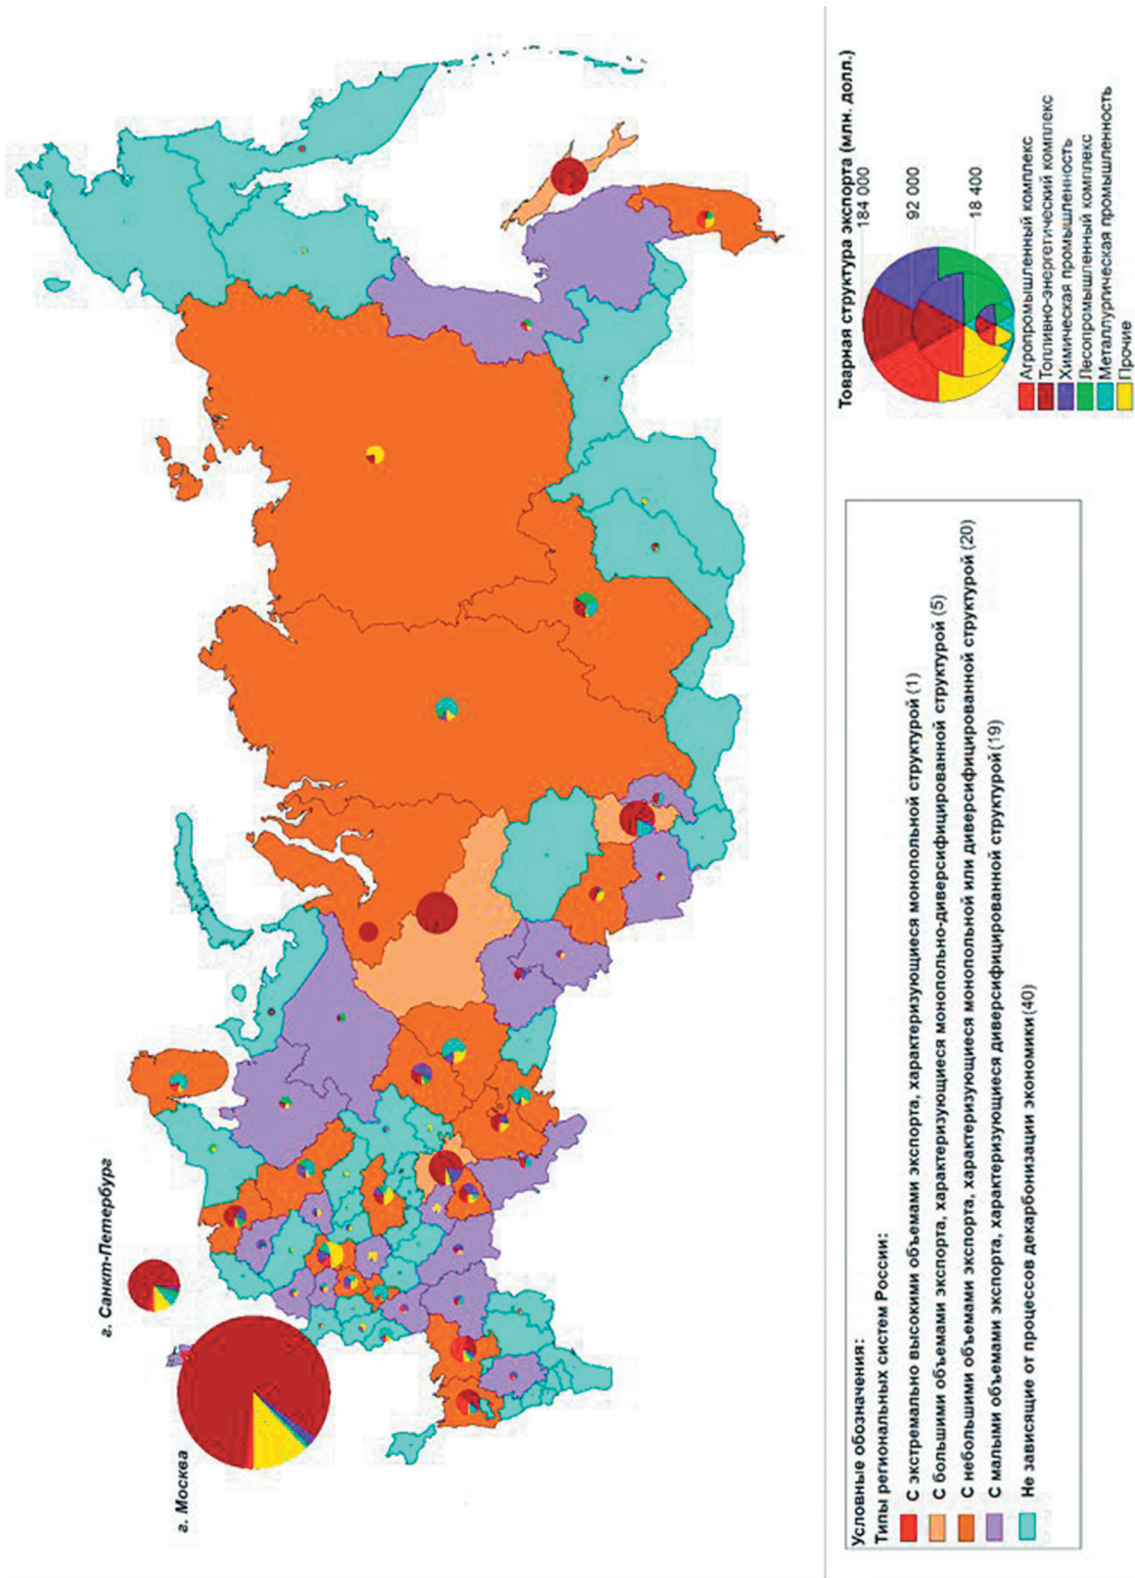 г. Москва
г. Санкт-Петербург
Условные обозначения:
Типы региональных систем России:
С экстремально высокими объемами экспорта, характеризующиеся монопольной структурой (1)
С большими объемами экспорта, характеризующиеся монопольно-диверсифицированной структурой (5)
С небольшими объемами экспорта, характеризующиеся монопольной или диверсифицированной структурой (20)
С малыми объемами экспорта, характеризующиеся диверсифицированной структурой (19)
Не зависящие от процессов декарбонизации экономики (40)
Товарная структура экспорта (млн. долл.)
184 000
92 000
18 400
Агропромышленный комплекс
Топливно-энергетический комплекс
Химическая промышленность
Лесопромышленный комплекс
Металлургическая промышленность
Прочие